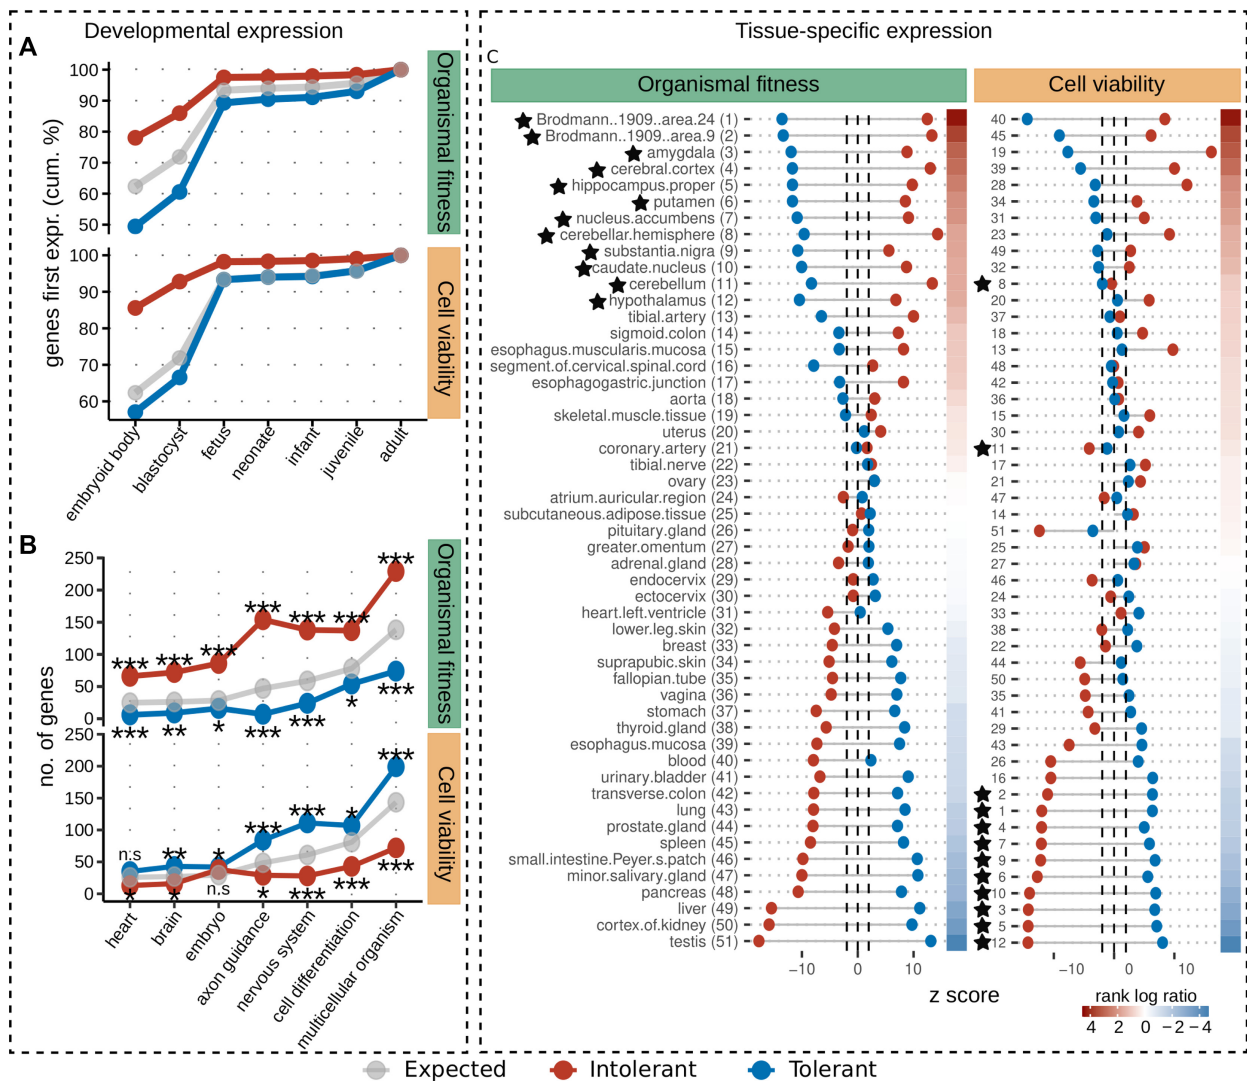 Developmental expression
A
genes first expr. (cum. %)
100
90
80
70
60
50
Organismal fitness
100
90
80
70
60
Cell viability
embryoid body
blastocyst
fetus
neonate
infant
juvenile
adult
B
no. of genes
250
200
150
100
50
0
***
***
***
***
***
***
***
***
**
*
***
***
*
***
Organismal fitness
250
200
150
100
50
0
n.s
**
*
***
***
*
***
*
*
n.s
*
***
***
***
Cell viability
heart
brain
embryo
axon guidance
nervous system
cell differentiation
multicellular organism
Tissue-specific expression
C
Organismal fitness
Brodmann..1909..area.24 (1)
Brodmann..1909..area.9 (2)
amygdala (3)
cerebral.cortex (4)
hippocampus.proper (5)
putamen (6)
nucleus.accumbens (7)
cerebellar.hemisphere (8)
substantia.nigra (9)
caudate.nucleus (10)
cerebellum (11)
hypothalamus (12)
tibial.artery (13)
sigmoid.colon (14)
esophagus.muscularis.mucosa (15)
segment.of.cervical.spinal.cord (16)
esophagogastric.junction (17)
aorta (18)
skeletal.muscle.tissue (19)
uterus (20)
coronary.artery (21)
tibial.nerve (22)
ovary (23)
atrium.auricular.region (24)
subcutaneous.adipose.tissue (25)
pituitary.gland (26)
greater.omentum (27)
adrenal.gland (28)
endocervix (29)
ectocervix (30)
heart.left.ventricle (31)
lower.leg.skin (32)
breast (33)
suprapubic.skin (34)
fallopian.tube (35)
vagina (36)
stomach (37)
thyroid.gland (38)
esophagus.mucosa (39)
blood (40)
urinary.bladder (41)
transverse.colon (42)
lung (43)
prostate.gland (44)
spleen (45)
small.intestine.Peyer.s.patch (46)
minor.salivary.gland (47)
pancreas (48)
liver (49)
cortex.of.kidney (50)
testis (51)
−10 0 10
Cell viability
40
45
19
39
28
34
31
23
49
32
8
20
37
18
13
48
42
36
15
30
11
17
21
47
14
51
25
27
46
24
33
38
22
44
50
35
41
29
43
26
16
2
1
4
7
9
6
10
3
5
12
−10 0 10
z score
rank log ratio
4 2 0 −2 −4
Expected Intolerant Tolerant